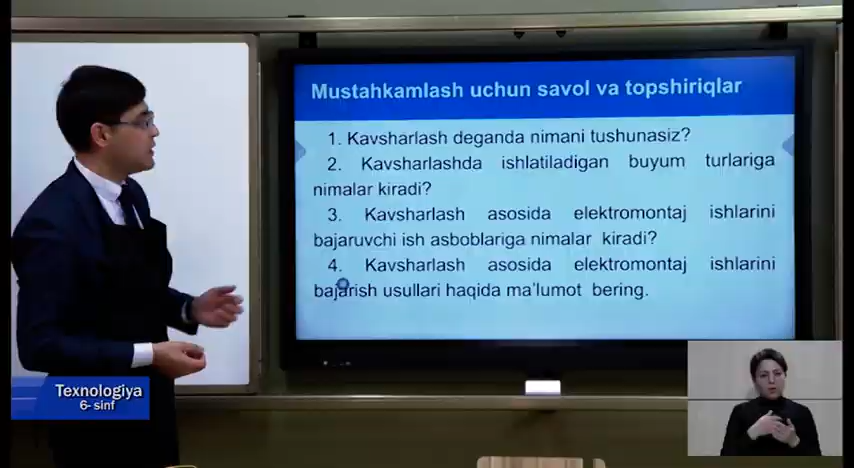 Mustahkamlash uchun savol va topshiriqlar
1. Kavsharlash deganda nimani tushunasiz?
2. Kavsharlashda ishlatiladigan buyum turlariga
nimalar kiradi?
3. Kavsharlash asosida elektromontaj ishlarini
bajaruvchi ish asboblariga nimalar kiradi?
4. Kavsharlash asosida elektromontaj ishlarini
bajarish usullari haqida ma'lumot bering.
Texnologiya
6- sinf